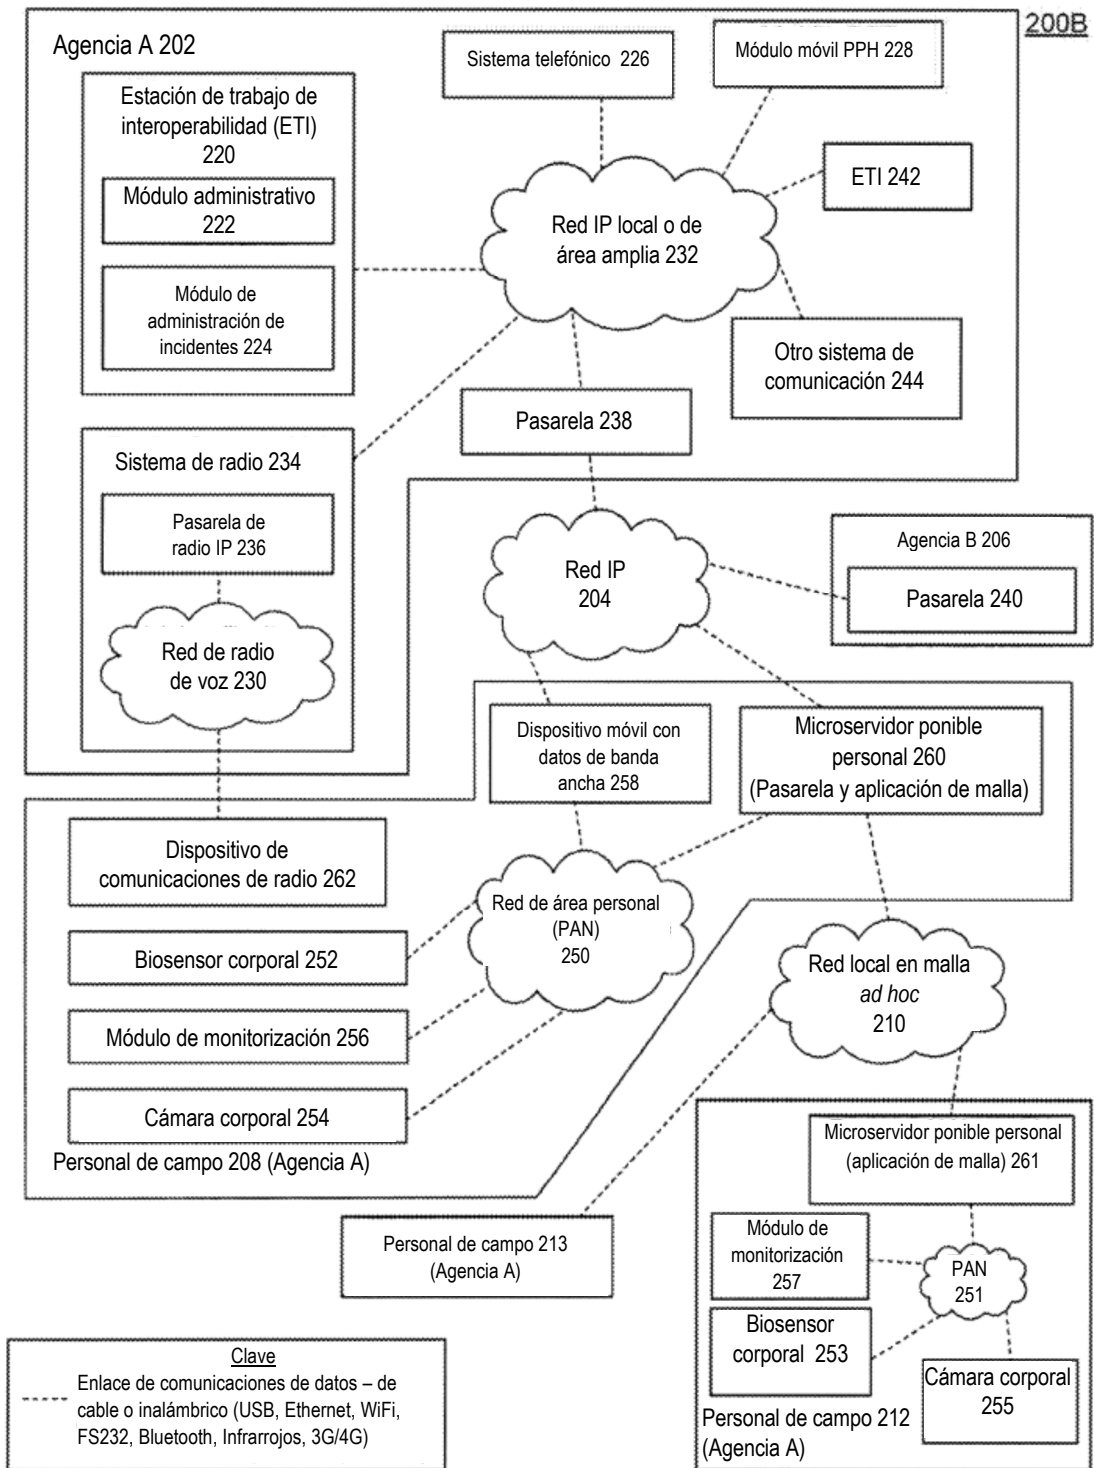 200B
Agencia A 202
Sistema telefónico 226
Módulo móvil PPH 228
Estación de trabajo de
interoperabilidad (ETI)
220
Módulo administrativo
222
Módulo de
administración de
incidentes 224
Red IP local o de
área amplia 232
ETI 242
Otro sistema de
comunicación 244
Pasarela 238
Sistema de radio 234
Pasarela de
radio IP 236
Red de radio
de voz 230
Red IP
204
Agencia B 206
Pasarela 240
Dispositivo móvil con
datos de banda
ancha 258
Microservidor ponible
personal 260
(Pasarela y aplicación de malla)
Dispositivo de
comunicaciones de radio 262
Biosensor corporal 252
Módulo de monitorización 256
Cámara corporal 254
Personal de campo 208 (Agencia A)
Red de área personal
(PAN)
250
Red local en malla
ad hoc
210
Personal de campo 213
(Agencia A)
Microservidor ponible personal
(aplicación de malla) 261
Módulo de
monitorización
257
PAN
251
Biosensor
corporal 253
Cámara corporal
255
Personal de campo 212
(Agencia A)
Clave
Enlace de comunicaciones de datos – de
cable o inalámbrico (USB, Ethernet, WiFi,
FS232, Bluetooth, Infrarrojos, 3G/4G)